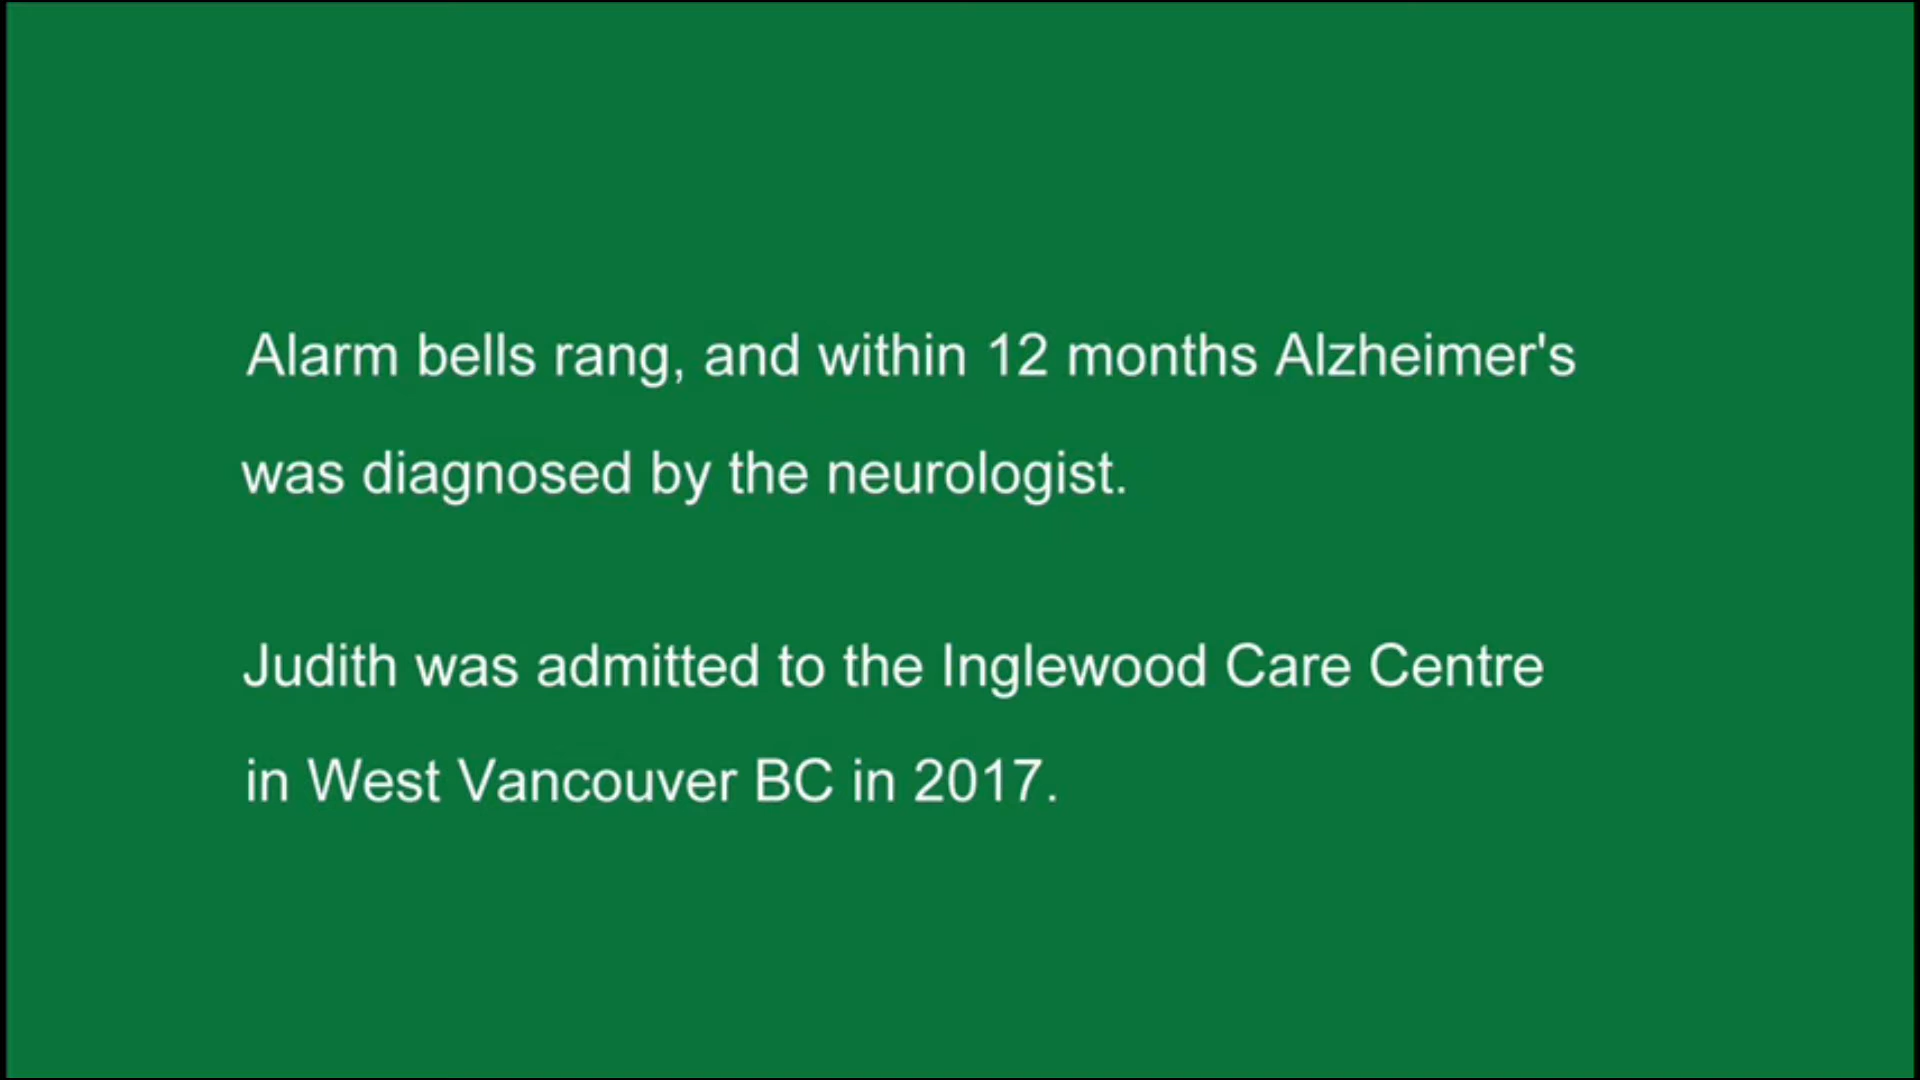 Alarm bells rang, and within 12 months Alzheimer's
was diagnosed by the neurologist.
Judith was admitted to the Inglewood Care Centre
in West Vancouver BC in 2017.